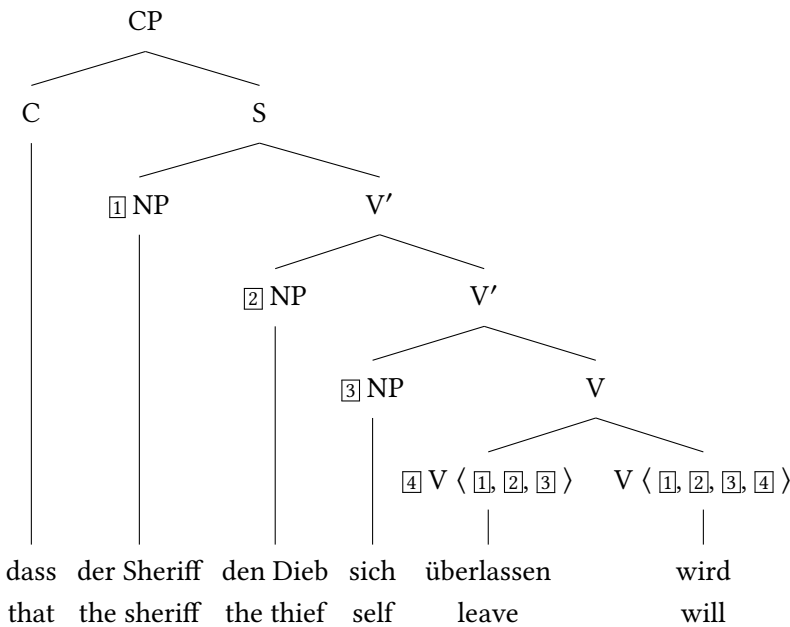 CP
C S
1 NP V′
2 NP V′
3 NP V
4 V ⟨ 1, 2, 3 ⟩ V ⟨ 1, 2, 3, 4 ⟩
dass der Sheriff den Dieb sich überlassen wird
that the sheriff the thief self leave will